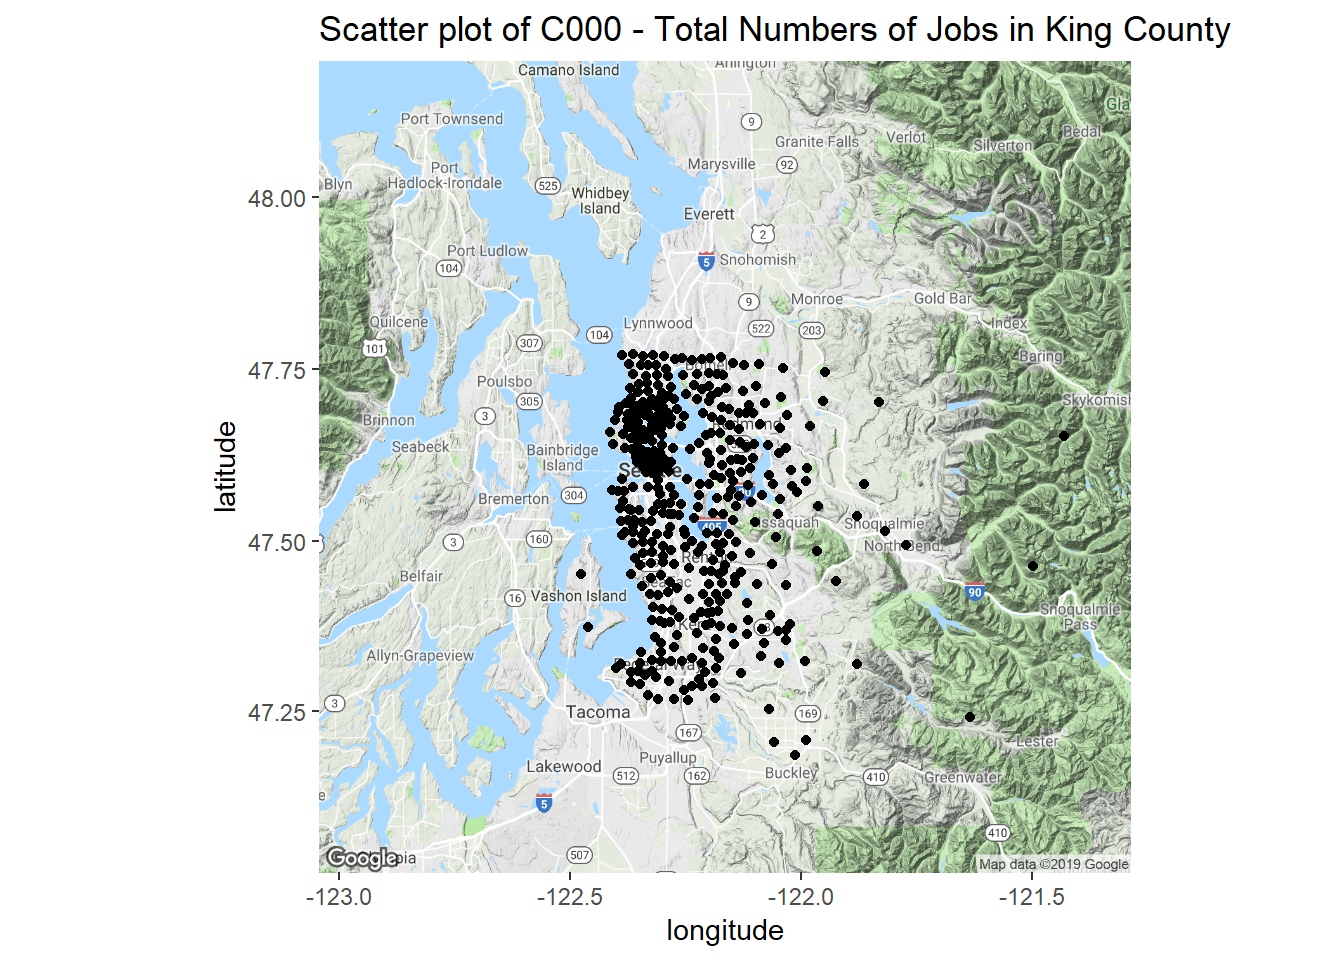 Scatter plot of C000 - Total Numbers of Jobs in King County
Camano Island
Arlington
Port Townsend
9
Verlöt
Bedal
Granite Falls
Silverton
Marysville
92
Port
Hadlock-Irondale
Blyn
525
Whidbey
Island
48.00
Everett
2
Port Ludlow
5
Snohomish
104
9
Monroe
Gold Bar
Quilcene
Lynnwood
Index
101
307
104
522
203
Baring
47.75
Poulsbo
305
Skykomish
3
Brinnon
Seabeck
Bainbridge
Island
latitude
Bremerton
304
405
Issaquah
Snoqualmie
47.50
3
160
North Bend
Belfair
16
Vashon Island
90
Snoqualmie
Pass
Allyn-Grapeview
3
47.25
Tacoma
169
167
Lester
Lakewood
Puyallup
512
162
Buckley
410
Greenwater
5
410
507
Google
pia
Map data ©2019 Google
-123.0
-122.5
-122.0
-121.5
longitude